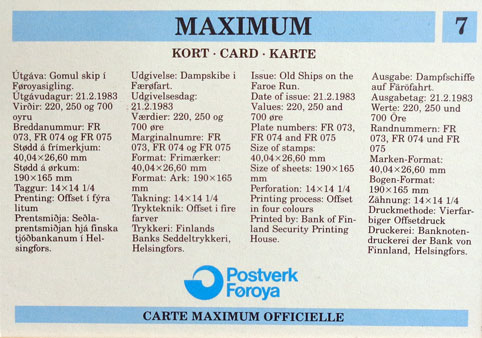 MAXIMUM
7
KORT · CARD · KARTE
Útgáva: Gomul skip í
Føroyasigling.
Útgávudagur: 21.2.1983
Virðir: 220, 250 og 700
oyru
Breddanummur: FR
073, FR 074 og FR 075
Stødd á frímerkjum:
40,04×26,60 mm
Stødd á ørkum:
190×165 mm
Taggur: 14×14 1/4
Prenting: Offset í fýra
litum
Prentsmiðja: Seðla-
prentsmiðjan hjá finska
tjóðbankanum í Hel-
singfors.
Udgivelse: Dampskibe i
Færøfart.
Udgivelsesdag:
21.2.1983
Værdier: 220, 250 og
700 øre
Marginalnumre: FR
073, FR 074 og FR 075
Format: Frimærker:
40,04×26,60 mm
Format: Ark: 190×165
mm
Takning: 14×14 1/4
Trykteknik: Offset i fire
farver
Trykkeri: Finlands
Banks Seddeltrykkeri,
Helsingfors.
Issue: Old Ships on the
Faroe Run.
Date of issue: 21.2.1983
Values: 220, 250 and
700 øre
Plate numbers: FR 073,
FR 074 and FR 075
Size of stamps:
40,04×26,60 mm
Size of sheets: 190×165
mm
Perforation: 14×14 1/4
Printing process: Offset
in four colours
Printed by: Bank of Fin-
land Security Printing
House.
Ausgabe: Dampfschiffe
auf Färöfahrt.
Ausgabetag: 21.2.1983
Werte: 220, 250 und
700 Öre
Randnummern: FR
073, FR 074 und FR
075
Marken-Format:
40,04×26,60 mm
Bogen-Format:
190×165 mm
Zähnung: 14×14 1/4
Druckmethode: Vierfar-
biger Offsetdruck
Druckerei: Banknoten-
druckerei der Bank von
Finnland, Helsingfors.
Postverk
Føroya
CARTE MAXIMUM OFFICIELLE